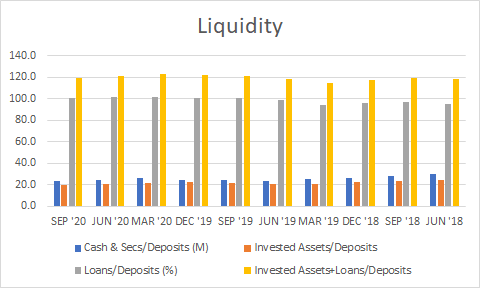 Liquidity
140.0
120.0
100.0
80.0
60.0
40.0
20.0
0.0
SEP '20 JUN '20 MAR '20 DEC '19 SEP '19 JUN '19 MAR '19 DEC '18 SEP '18 JUN '18
Cash & Secs/Deposits (M) Invested Assets/Deposits
Loans/Deposits (%) Invested Assets+Loans/Deposits